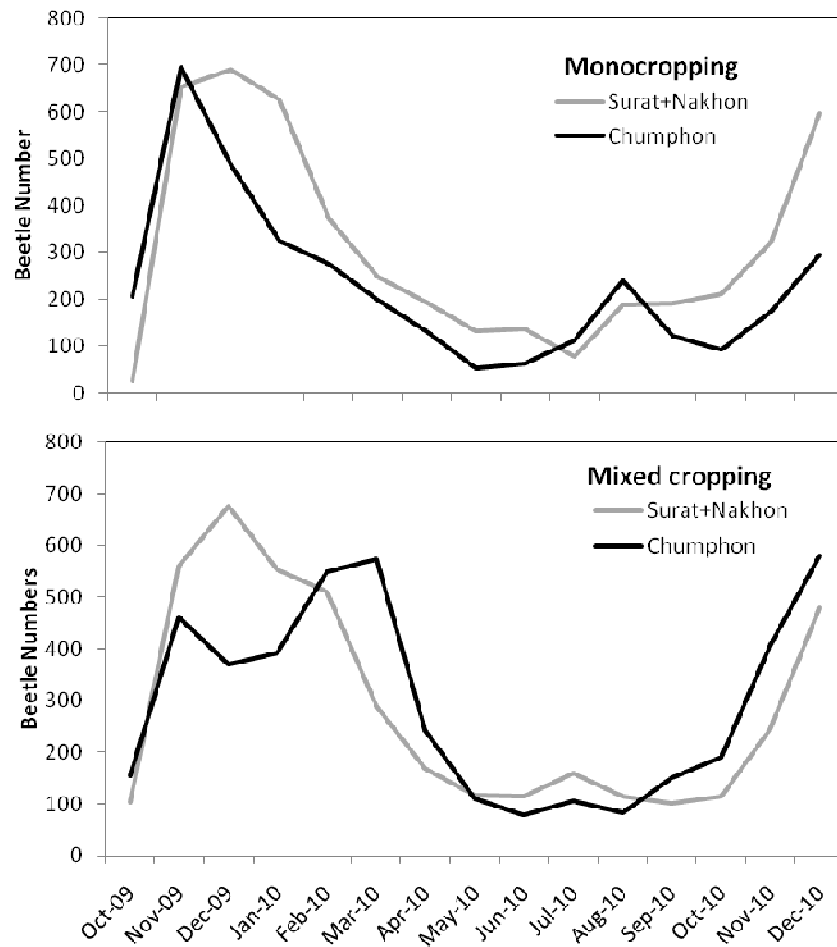 800
700
600
500
400
300
200
100
0
Beetle Number
Monocropping
Surat+Nakhon
Chumphon
800
700
600
500
400
300
200
100
0
Beetle Numbers
Mixed cropping
Surat+Nakhon
Chumphon
Oct-09
Nov-09
Dec-09
Jan-10
Feb-10
Mar-10
Apr-10
May-10
Jun-10
Jul-10
Aug-10
Sep-10
Oct-10
Nov-10
Dec-10